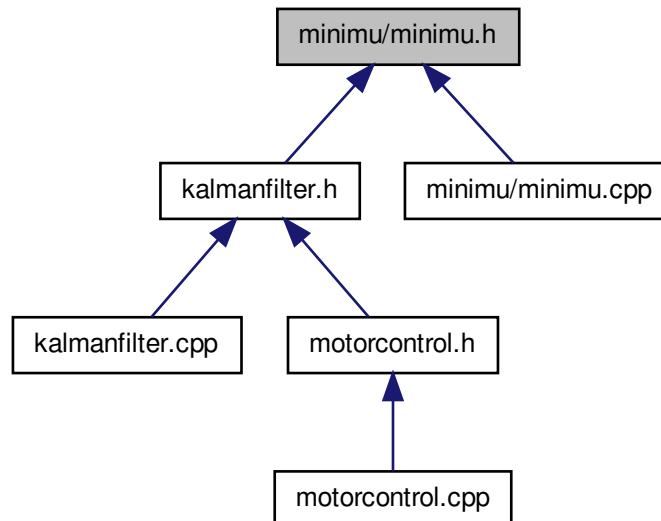 minimu/minimu.h
kalmanfilter.h
minimu/minimu.cpp
kalmanfilter.cpp
motorcontrol.h
motorcontrol.cpp